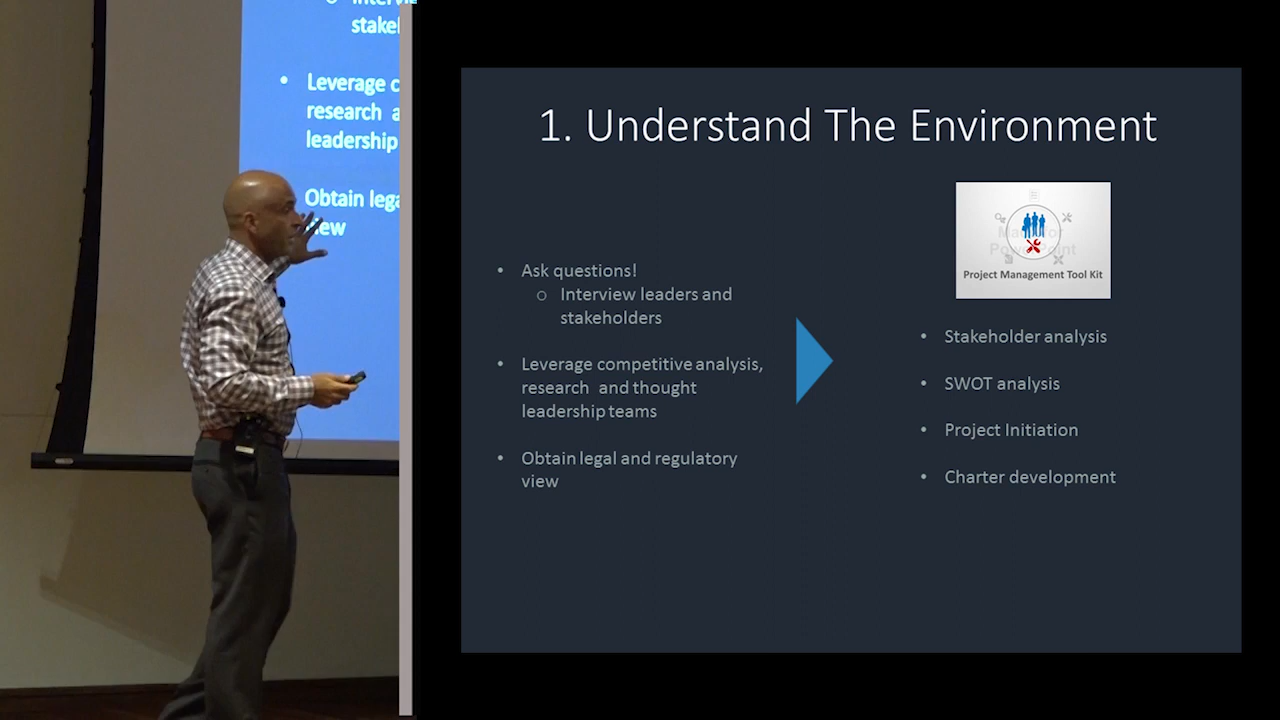 stakel
Leverage c
research a
leadership
Obtain lega
view
1. Understand The Environment
• Ask questions!
o Interview leaders and
stakeholders
• Leverage competitive analysis,
research and thought
leadership teams
• Obtain legal and regulatory
view
Project Management Tool Kit
• Stakeholder analysis
• SWOT analysis
• Project Initiation
• Charter development